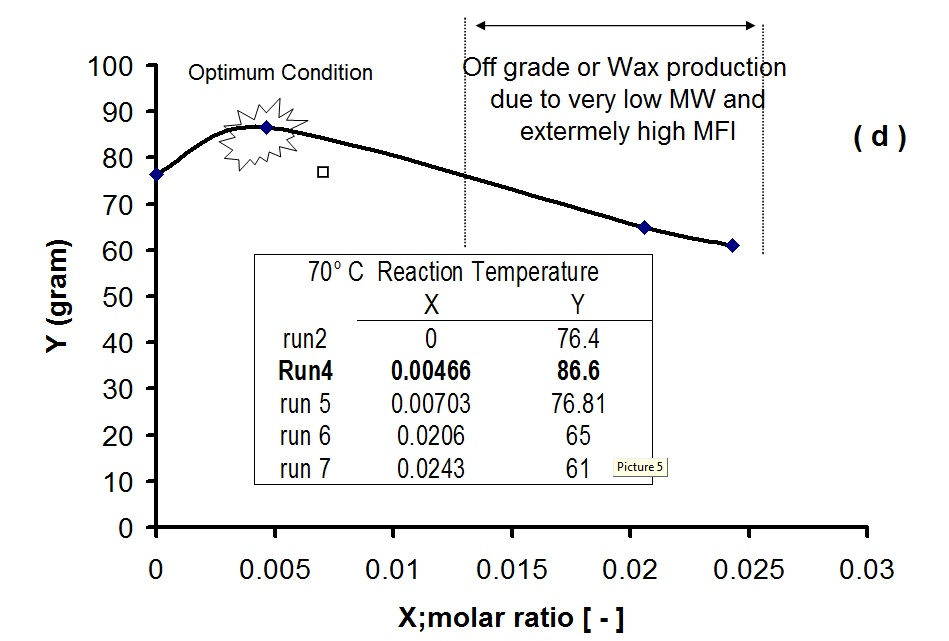 Optimum Condition
Off grade or Wax production
due to very low MW and
extermely high MFI
( d )
100
90
80
70
60
50
40
30
20
10
0
Y (gram)
70° C Reaction Temperature
X Y
run2 0 76.4
Run4 0.00466 86.6
run 5 0.00703 76.81
run 6 0.0206 65
run 7 0.0243 61
Picture 5
0 0.005 0.01 0.015 0.02 0.025 0.03
X;molar ratio [ - ]